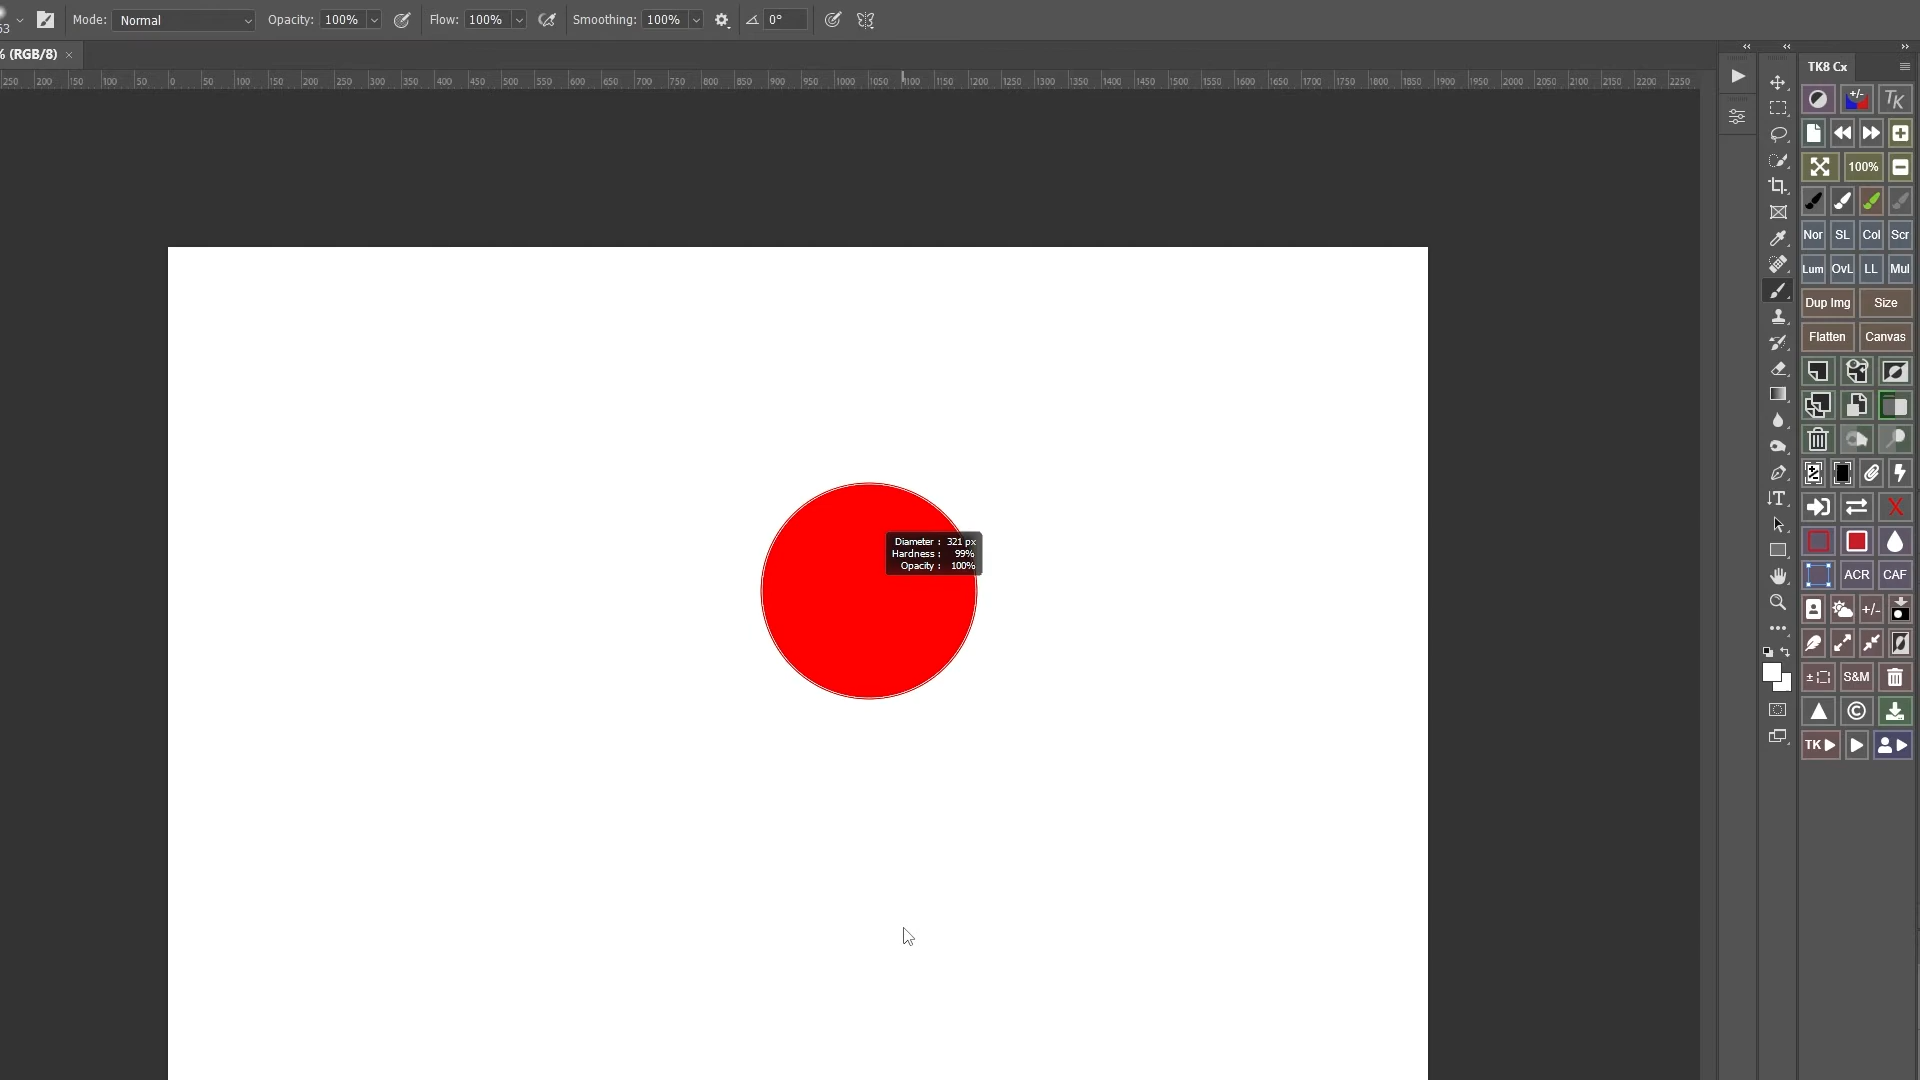 53 Mode: Normal Opacity: 100% Flow: 100% Smoothing: 100% 0°
% (RGB/8) ×
250 200 150 100 50 0 50 100 150 200 250 300 350 400 450 500 550 600 650 700 750 800 850 900 950 1000 1050 1100 1150 1200 1250 1300 1350 1400 1450 1500 1550 1600 1650 1700 1750 1800 1850 1900 1950 2000 2050 2100 2150 2200 2250
TK8 Cx
+/- TK
100%
Nor SL Col Scr
Lum OvL LL Mul
Dup Img Size
Flatten Canvas
X
Diameter : 321 px
Hardness : 99%
Opacity : 100%
ACR CAF
+/-
S&M
©
TK